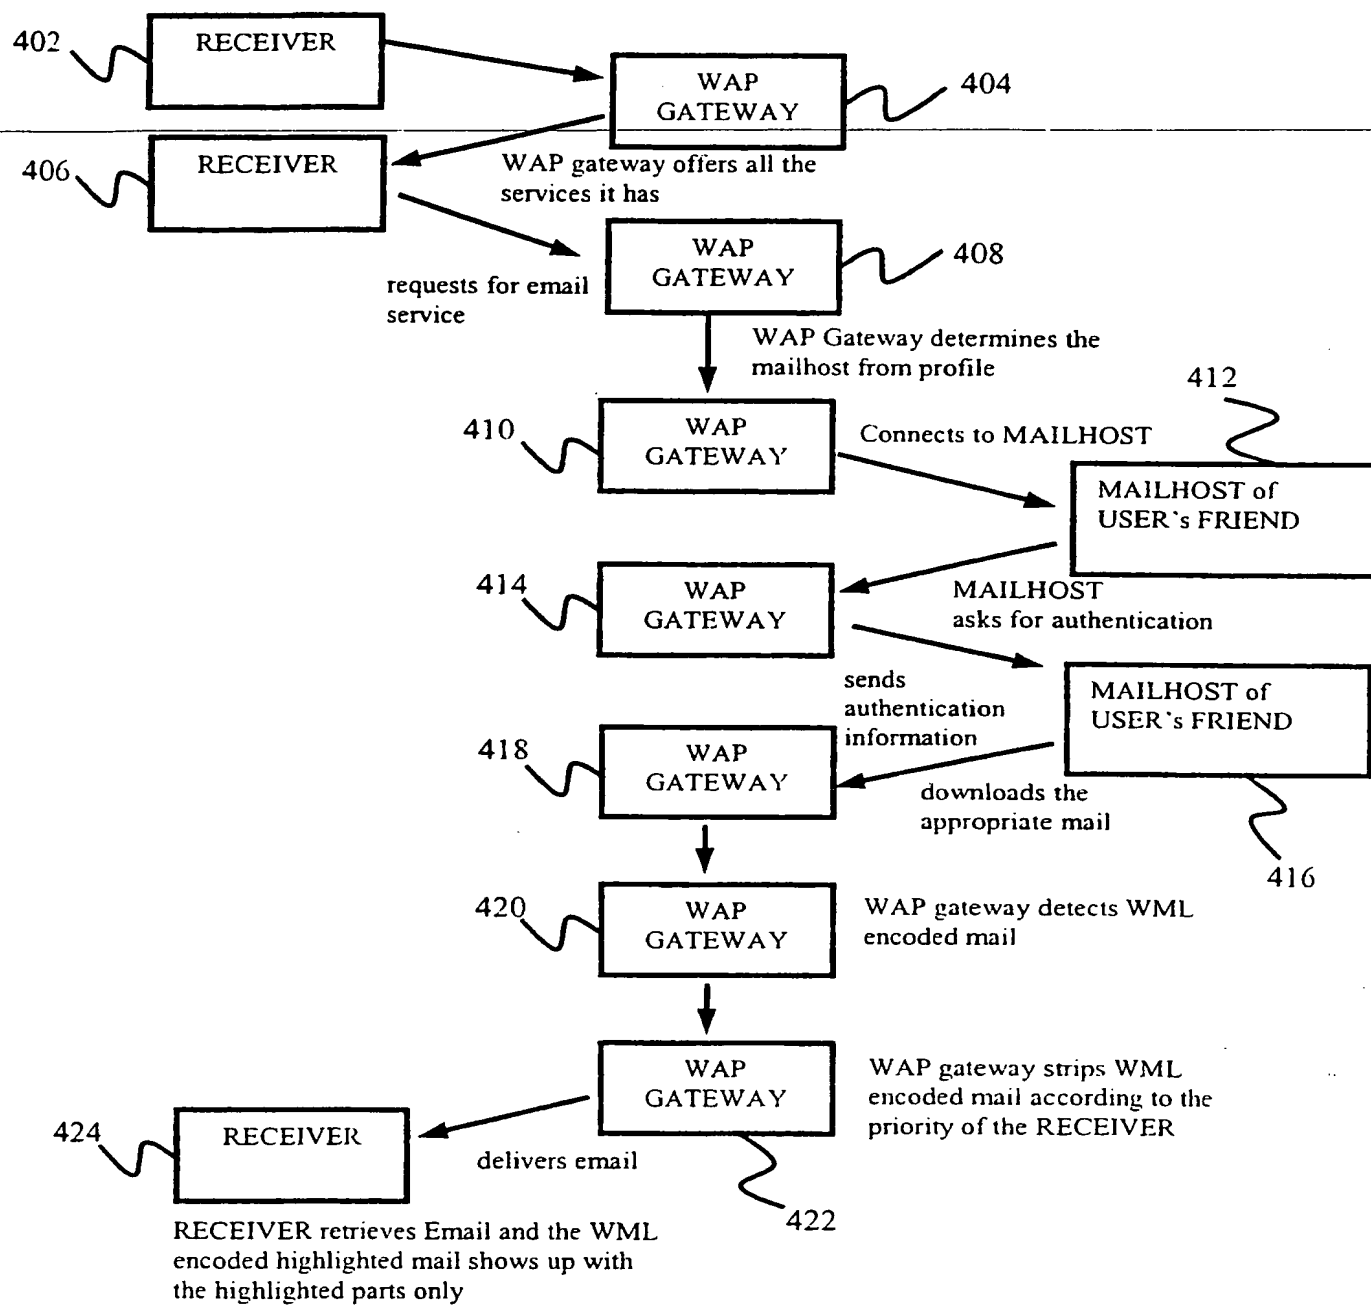 402
RECEIVER
WAP
GATEWAY
404
406
RECEIVER
WAP gateway offers all the
services it has
WAP
GATEWAY
408
requests for email
service
WAP Gateway determines the
mailhost from profile
412
410
WAP
GATEWAY
Connects to MAILHOST
MAILHOST of
USER's FRIEND
414
WAP
GATEWAY
MAILHOST
asks for authentication
sends
authentication
information
MAILHOST of
USER's FRIEND
418
WAP
GATEWAY
downloads the
appropriate mail
416
420
WAP
GATEWAY
WAP gateway detects WML
encoded mail
WAP
GATEWAY
WAP gateway strips WML
encoded mail according to the
priority of the RECEIVER
424
RECEIVER
delivers email
422
RECEIVER retrieves Email and the WML
encoded highlighted mail shows up with
the highlighted parts only